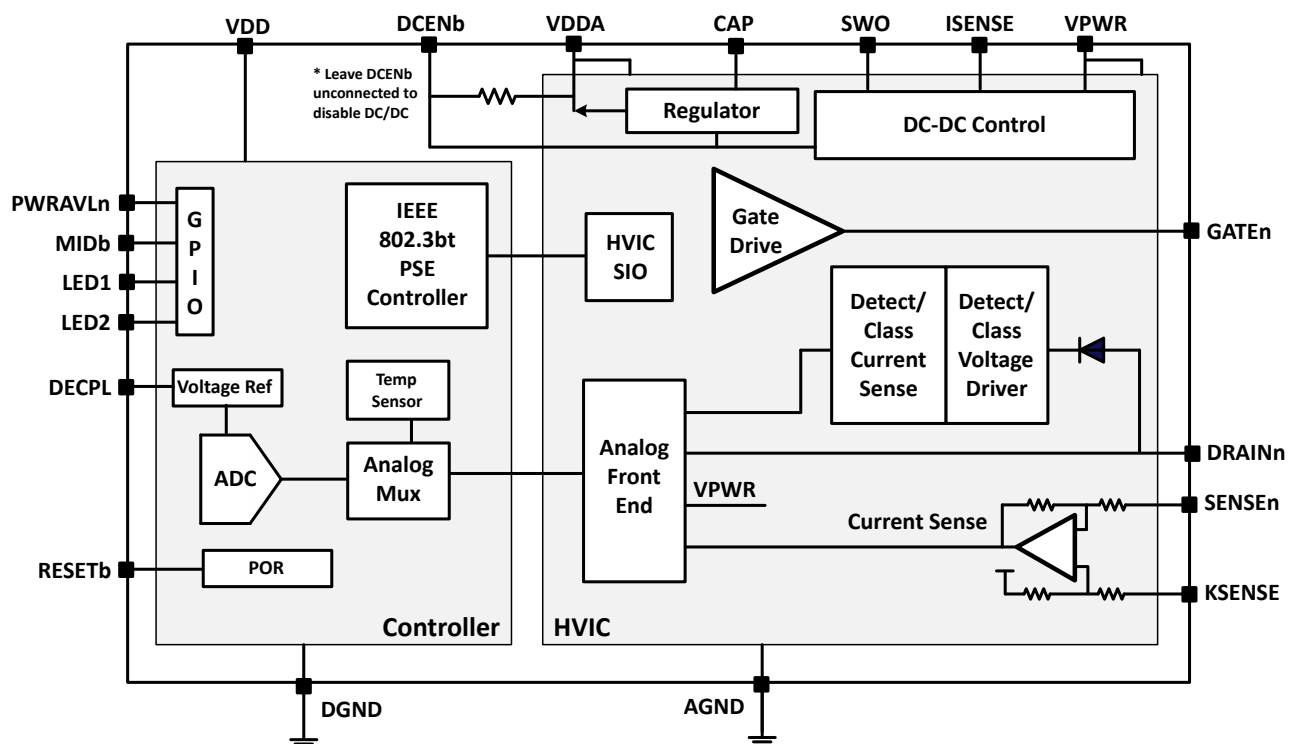 VDD
DCENb
VDDA
CAP
SWO
ISENSE
VPWR
* Leave DCENb
unconnected to
disable DC/DC
Regulator
DC-DC Control
PWRAVLn
MIDb
LED1
LED2
G
P
I
O
IEEE
802.3bt
PSE
Controller
HVIC
SIO
Gate
Drive
GATEn
Detect/
Class
Current
Sense
Detect/
Class
Voltage
Driver
DECPL
Voltage Ref
Temp
Sensor
ADC
Analog
Mux
Analog
Front
End
VPWR
DRAINn
SENSEn
Current Sense
KSENSE
RESETb
POR
Controller
HVIC
DGND
AGND